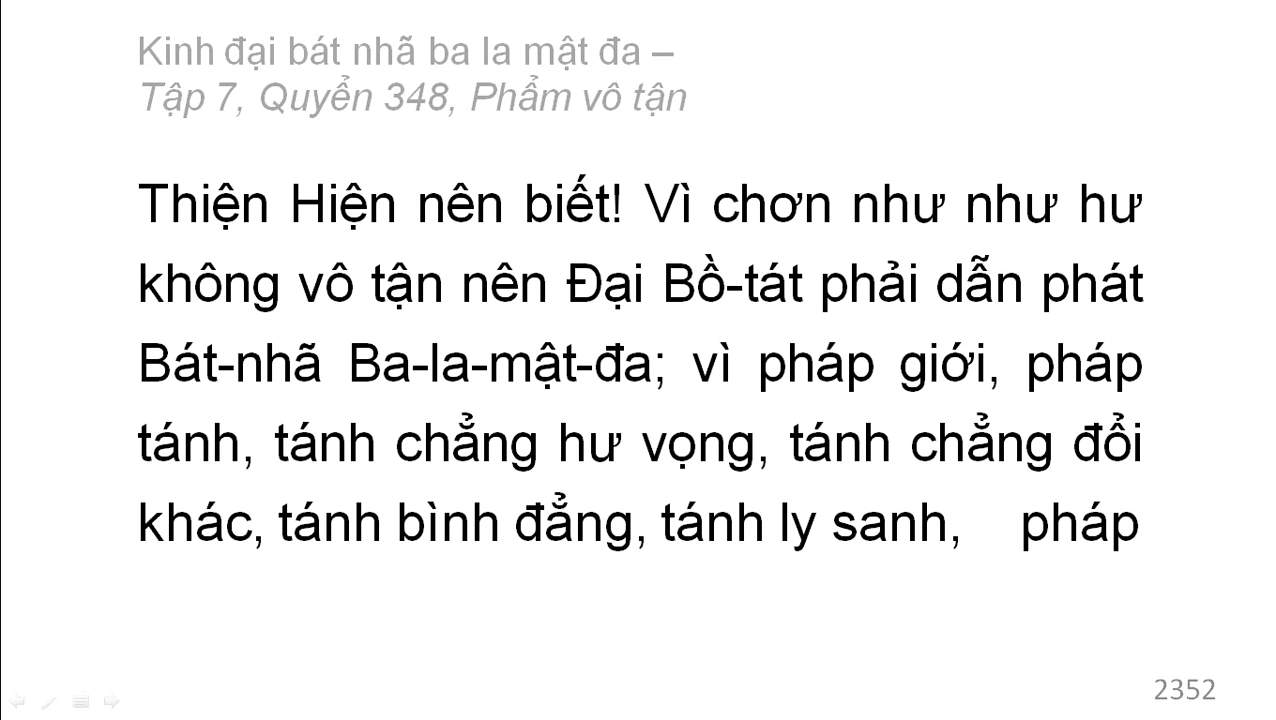 Kinh đại bát nhã ba la mật đa –
Tập 7, Quyển 348, Phẩm vô tận
Thiện Hiện nên biết! Vì chơn như như hư
không vô tận nên Đại Bồ-tát phải dẫn phát
Bát-nhã Ba-la-mật-đa; vì pháp giới, pháp
tánh, tánh chẳng hư vọng, tánh chẳng đổi
khác, tánh bình đẳng, tánh ly sanh, pháp
2352